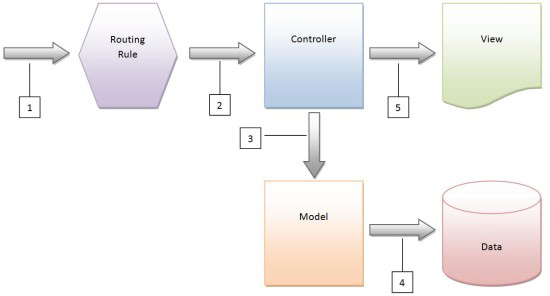 Routing
Rule
Controller
View
1
2
5
3
Model
Data
4